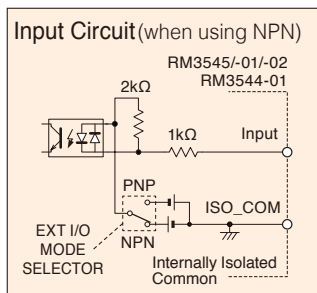 Input Circuit (when using NPN)
RM3545/-01/-02
RM3544-01
2kΩ
1kΩ
Input
PNP
ISO_COM
EXT I/O
MODE
SELECTOR
NPN
Internally Isolated
Common